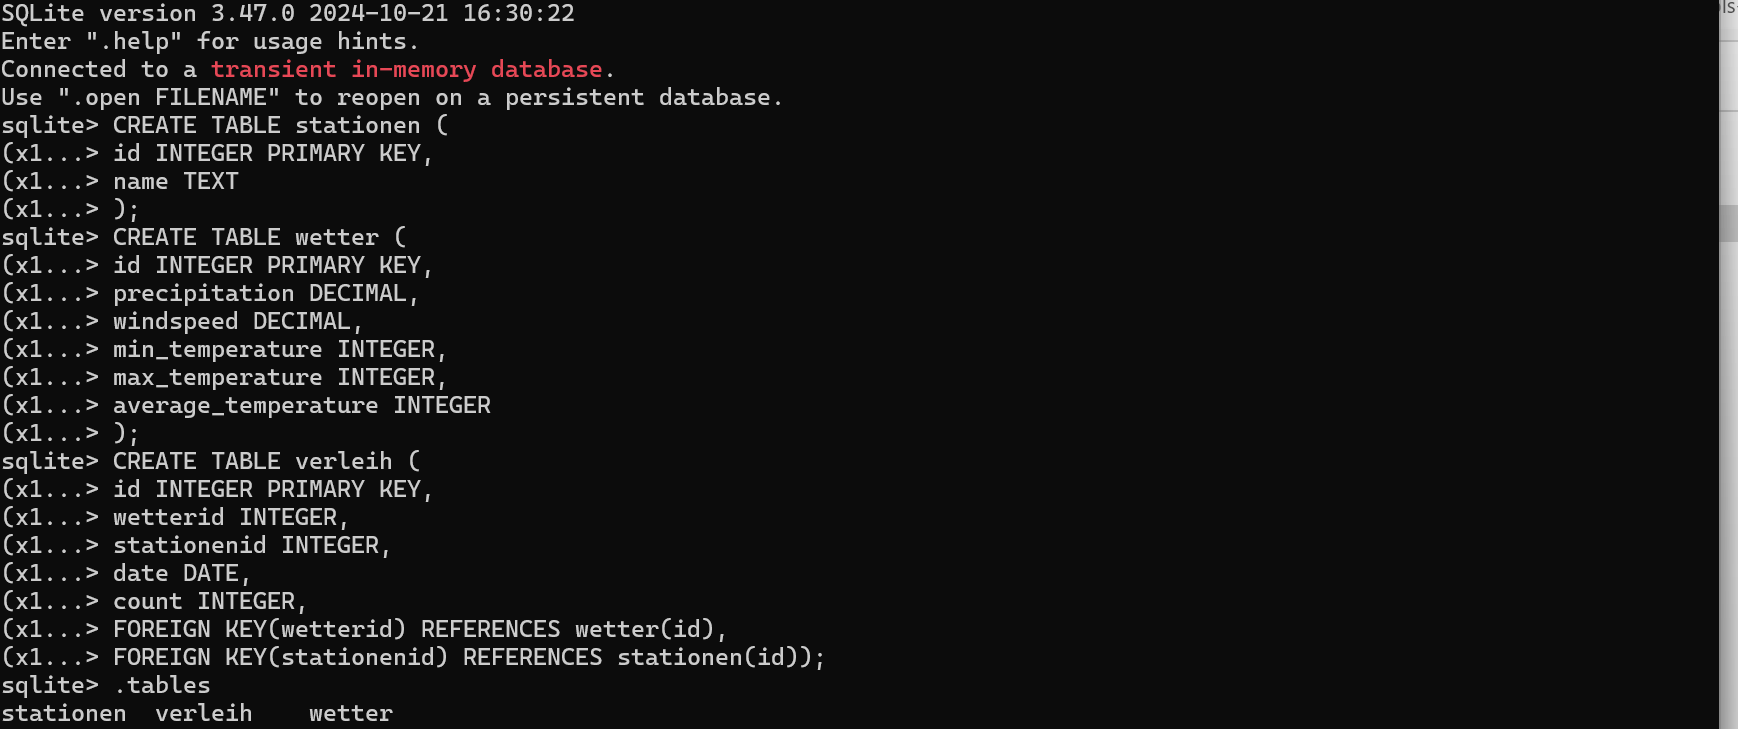 SQLite version 3.47.0 2024-10-21 16:30:22
Enter ".help" for usage hints.
Connected to a transient in-memory database.
Use ".open FILENAME" to reopen on a persistent database.
sqlite> CREATE TABLE stationen (
(x1...> id INTEGER PRIMARY KEY,
(x1...> name TEXT
(x1...> );
sqlite> CREATE TABLE wetter (
(x1...> id INTEGER PRIMARY KEY,
(x1...> precipitation DECIMAL,
(x1...> windspeed DECIMAL,
(x1...> min_temperature INTEGER,
(x1...> max_temperature INTEGER,
(x1...> average_temperature INTEGER
(x1...> );
sqlite> CREATE TABLE verleih (
(x1...> id INTEGER PRIMARY KEY,
(x1...> wetterid INTEGER,
(x1...> stationenid INTEGER,
(x1...> date DATE,
(x1...> count INTEGER,
(x1...> FOREIGN KEY(wetterid) REFERENCES wetter(id),
(x1...> FOREIGN KEY(stationenid) REFERENCES stationen(id));
sqlite> .tables
stationen  verleih    wetter